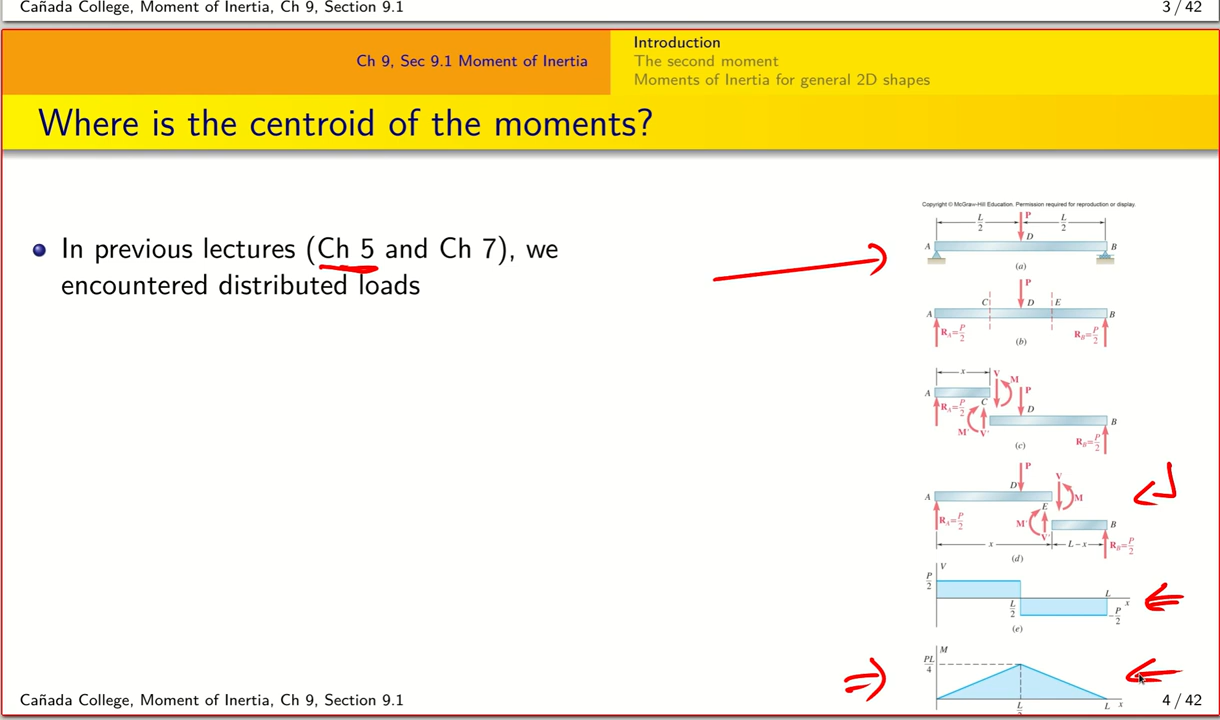 Cañada College, Moment of Inertia, Ch 9, Section 9.1
3 / 42
Ch 9, Sec 9.1 Moment of Inertia
Introduction
The second moment
Moments of Inertia for general 2D shapes
Where is the centroid of the moments?
In previous lectures (Ch 5 and Ch 7), we
encountered distributed loads
Copyright © McGraw-Hill Education. Permission required for reproduction or display.
L/2 P L/2
A D B
(a)
P
C D E
A B
R_A = P/2 R_B = P/2
(b)
x V M P
A C D
R_A = P/2 M' V' B
R_B = P/2
(c)
P V
D M
A E
R_A = P/2 M' V' B
x L – x R_B = P/2
(d)
V
P/2 L x
L/2 –P/2
(e)
M
PL/4
L/2 L x
Cañada College, Moment of Inertia, Ch 9, Section 9.1
4 / 42